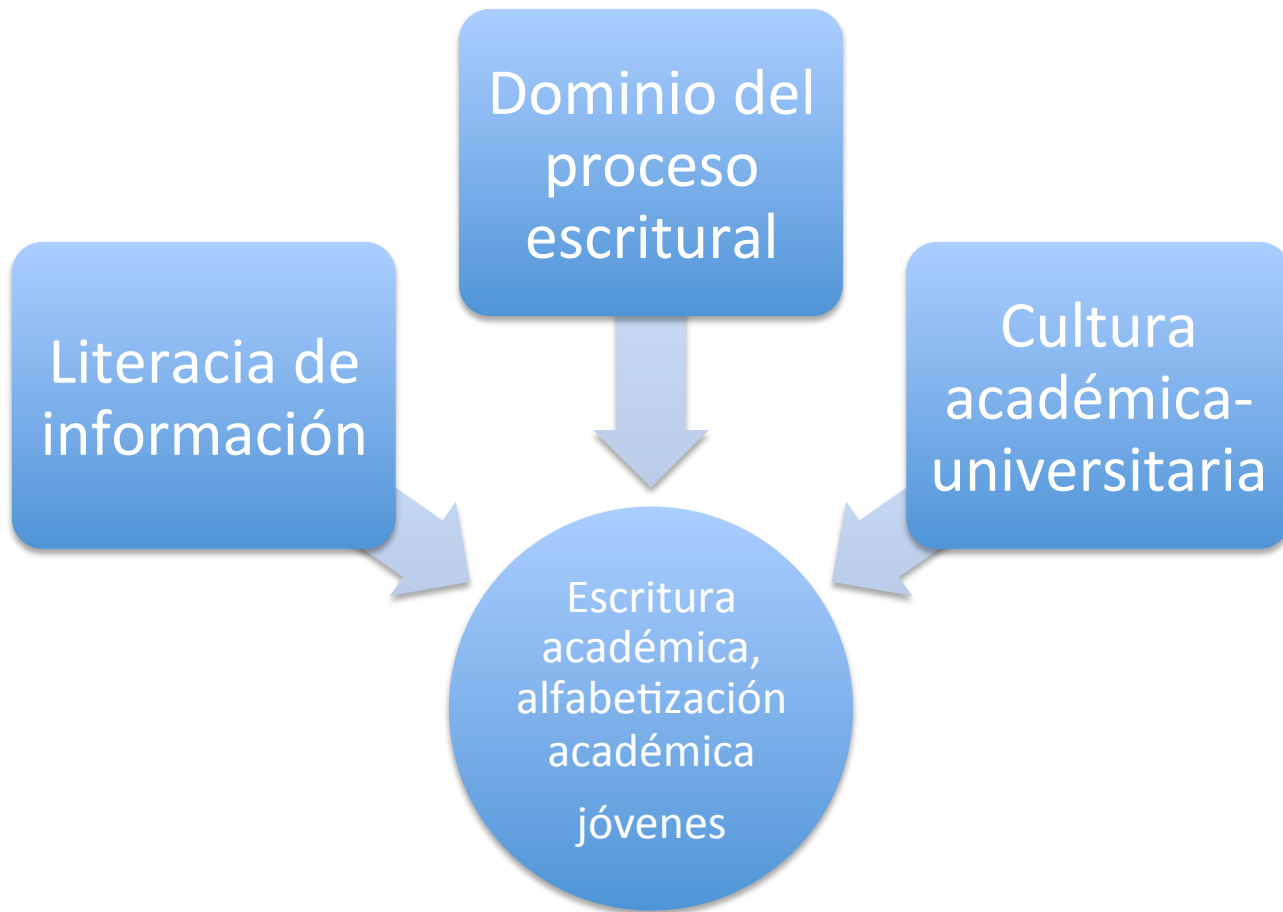 Dominio del
proceso
escritural
Literacia de
información
Cultura
académica-
universitaria
Escritura
académica,
alfabetización
académica
jóvenes